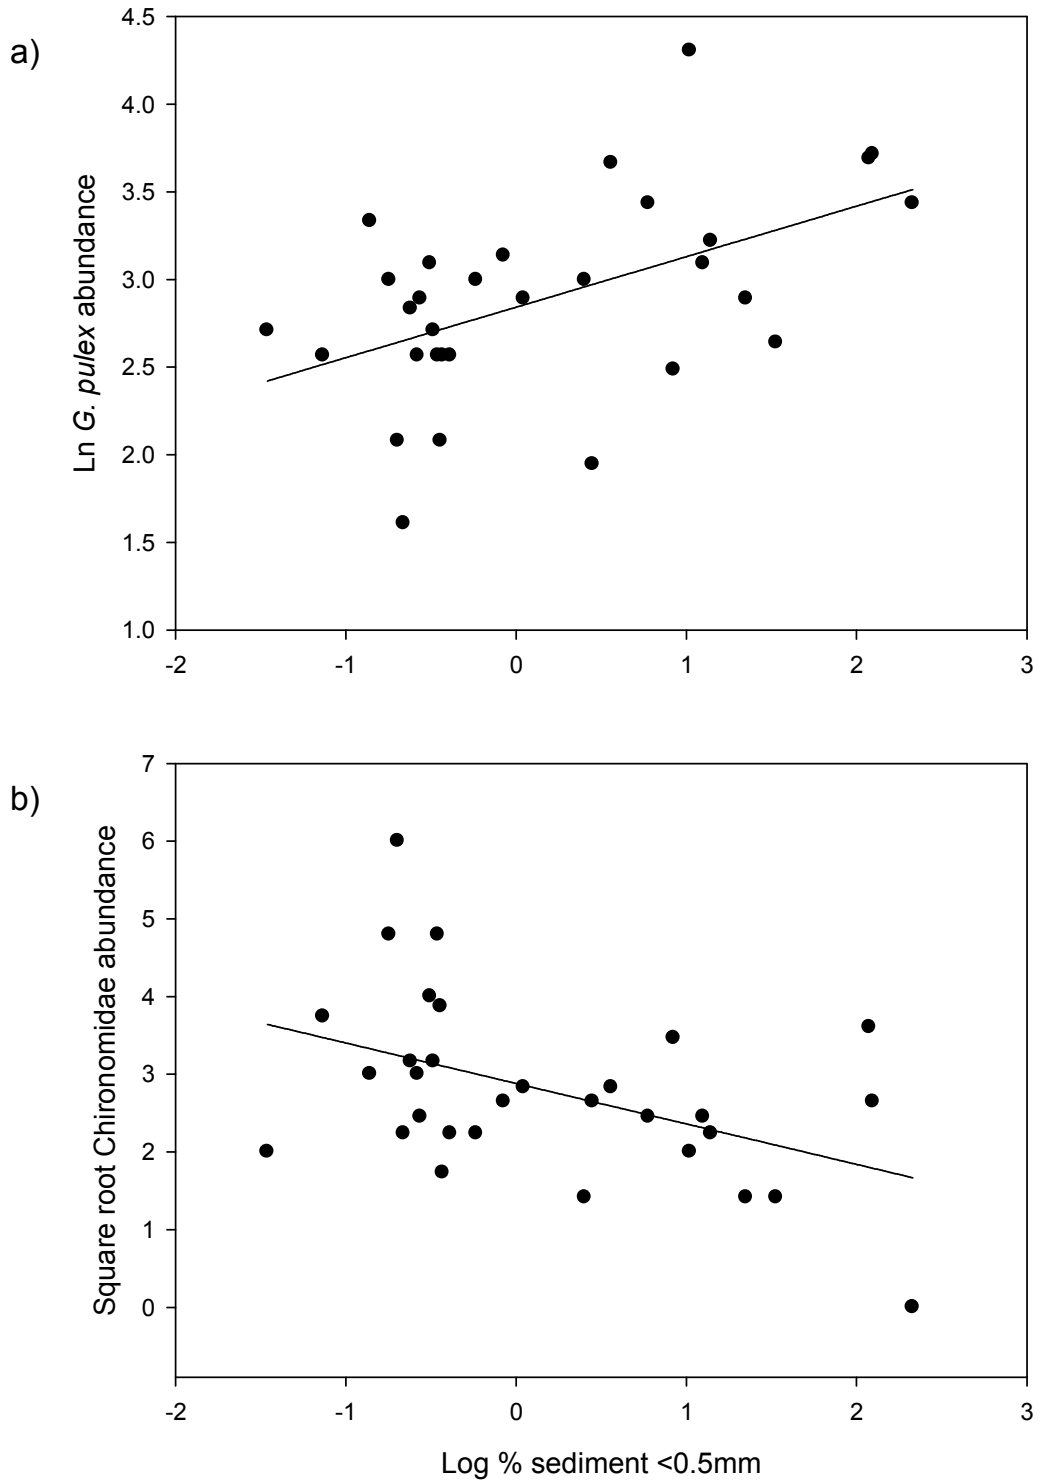 a)
Ln G. pulex abundance
4.5
4.0
3.5
3.0
2.5
2.0
1.5
1.0
-2 -1 0 1 2 3
b)
Square root Chironomidae abundance
7
6
5
4
3
2
1
0
-2 -1 0 1 2 3
Log % sediment <0.5mm